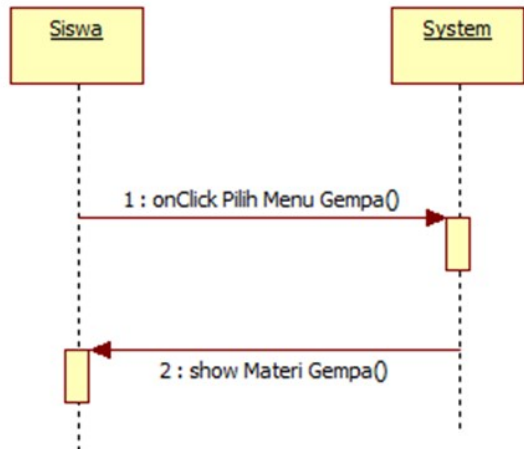 Siswa
System
1 : onClick Pilih Menu Gempa()
2 : show Materi Gempa()